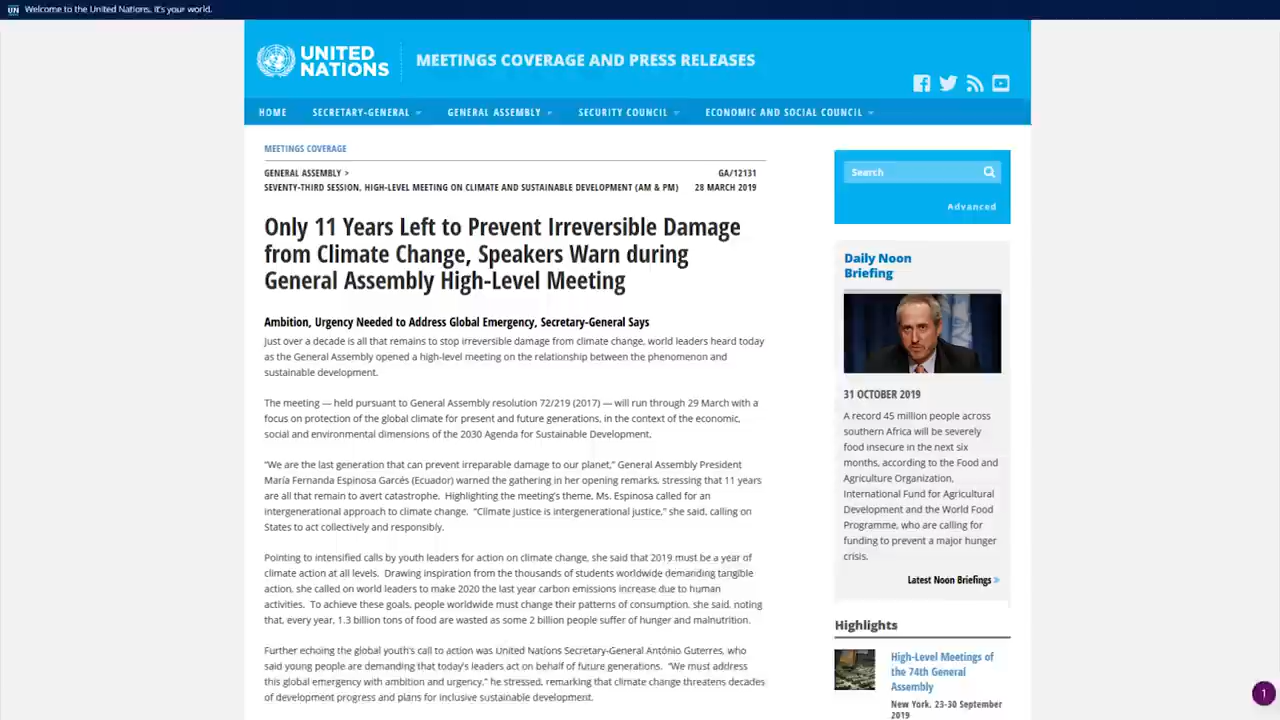 UN Welcome to the United Nations. It's your world.
UNITED
NATIONS
MEETINGS COVERAGE AND PRESS RELEASES
HOME SECRETARY-GENERAL GENERAL ASSEMBLY SECURITY COUNCIL ECONOMIC AND SOCIAL COUNCIL
MEETINGS COVERAGE
GENERAL ASSEMBLY > GA/12131
SEVENTY-THIRD SESSION, HIGH-LEVEL MEETING ON CLIMATE AND SUSTAINABLE DEVELOPMENT (AM & PM) 28 MARCH 2019
Only 11 Years Left to Prevent Irreversible Damage
from Climate Change, Speakers Warn during
General Assembly High-Level Meeting
Ambition, Urgency Needed to Address Global Emergency, Secretary-General Says
Just over a decade is all that remains to stop irreversible damage from climate change, world leaders heard today
as the General Assembly opened a high-level meeting on the relationship between the phenomenon and
sustainable development.
The meeting — held pursuant to General Assembly resolution 72/219 (2017) — will run through 29 March with a
focus on protection of the global climate for present and future generations, in the context of the economic,
social and environmental dimensions of the 2030 Agenda for Sustainable Development.
“We are the last generation that can prevent irreparable damage to our planet,” General Assembly President
María Fernanda Espinosa Garcés (Ecuador) warned the gathering in her opening remarks, stressing that 11 years
are all that remain to avert catastrophe. Highlighting the meeting’s theme, Ms. Espinosa called for an
intergenerational approach to climate change. “Climate justice is intergenerational justice,” she said, calling on
States to act collectively and responsibly.
Pointing to intensified calls by youth leaders for action on climate change, she said that 2019 must be a year of
climate action at all levels. Drawing inspiration from the thousands of students worldwide demanding tangible
action, she called on world leaders to make 2020 the last year carbon emissions increase due to human
activities. To achieve these goals, people worldwide must change their patterns of consumption, she said, noting
that, every year, 1.3 billion tons of food are wasted as some 2 billion people suffer of hunger and malnutrition.
Further echoing the global youth’s call to action was United Nations Secretary-General António Guterres, who
said young people are demanding that today’s leaders act on behalf of future generations. “We must address
this global emergency with ambition and urgency,” he stressed, remarking that climate change threatens decades
of development progress and plans for inclusive sustainable development.
Search
Advanced
Daily Noon
Briefing
31 OCTOBER 2019
A record 45 million people across
southern Africa will be severely
food insecure in the next six
months, according to the Food and
Agriculture Organization,
International Fund for Agricultural
Development and the World Food
Programme, who are calling for
funding to prevent a major hunger
crisis.
Latest Noon Briefings »
Highlights
High-Level Meetings of
the 74th General
Assembly
New York, 23-30 September
2019
1